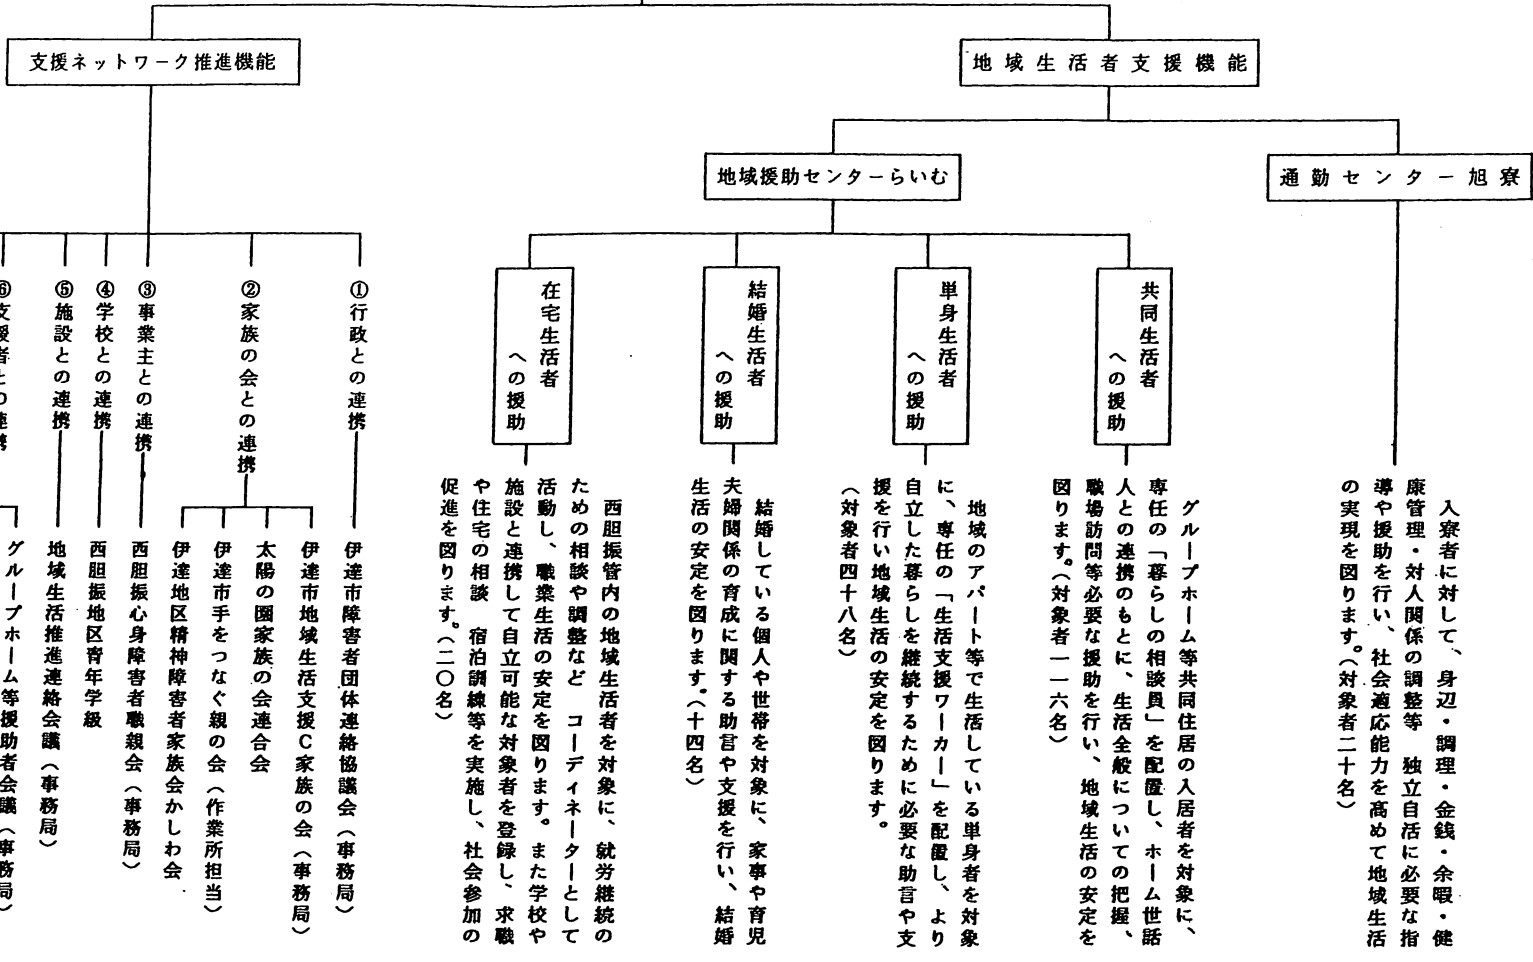 地域生活者支援機能
通勤センター旭寮
入寮者に対して、身辺・調理・金銭・余暇・健
康管理・対人関係の調整等　独立自活に必要な指
導や援助を行い、社会適応能力を高めて地域生活
の実現を図ります。（対象者二十名）
地域援助センターらいむ
共同生活者
への援助
グループホーム等共同住居の入居者を対象に、
専任の「暮らしの相談員」を配置し、ホーム世話
人との連携のもとに、生活全般についての把握、
職場訪問等必要な援助を行い、地域生活の安定を
図ります。（対象者一一六名）
単身生活者
への援助
地域のアパート等で生活している単身者を対象
に、専任の「生活支援ワーカー」を配置し、より
自立した暮らしを継続するために必要な助言や支
援を行い地域生活の安定を図ります。
（対象者四十八名）
結婚生活者
への援助
結婚している個人や世帯を対象に、家事や育児
夫婦関係の育成に関する助言や支援を行い、結婚
生活の安定を図ります。（十四名）
在宅生活者
への援助
西胆振管内の地域生活者を対象に、就労継続の
ための相談や調整など　コーディネーターとして
活動し、職業生活の安定を図ります。また学校や
施設と連携して自立可能な対象者を登録し、求職
や住宅の相談　宿泊訓練等を実施し、社会参加の
促進を図ります。（二〇名）
支援ネットワーク推進機能
①行政との連携
伊達市障害者団体連絡協議会（事務局）
②家族の会との連携
伊達市地域生活支援C家族の会（事務局）
太陽の園家族の会連合会
伊達市手をつなぐ親の会（作業所担当）
伊達地区精神障害者家族会かしわ会
③事業主との連携
西胆振心身障害者職親会（事務局）
④学校との連携
西胆振地区青年学級
⑤施設との連携
地域生活推進連絡会議（事務局）
⑥支援者との連携
グループホーム等援助者会議（事務局）